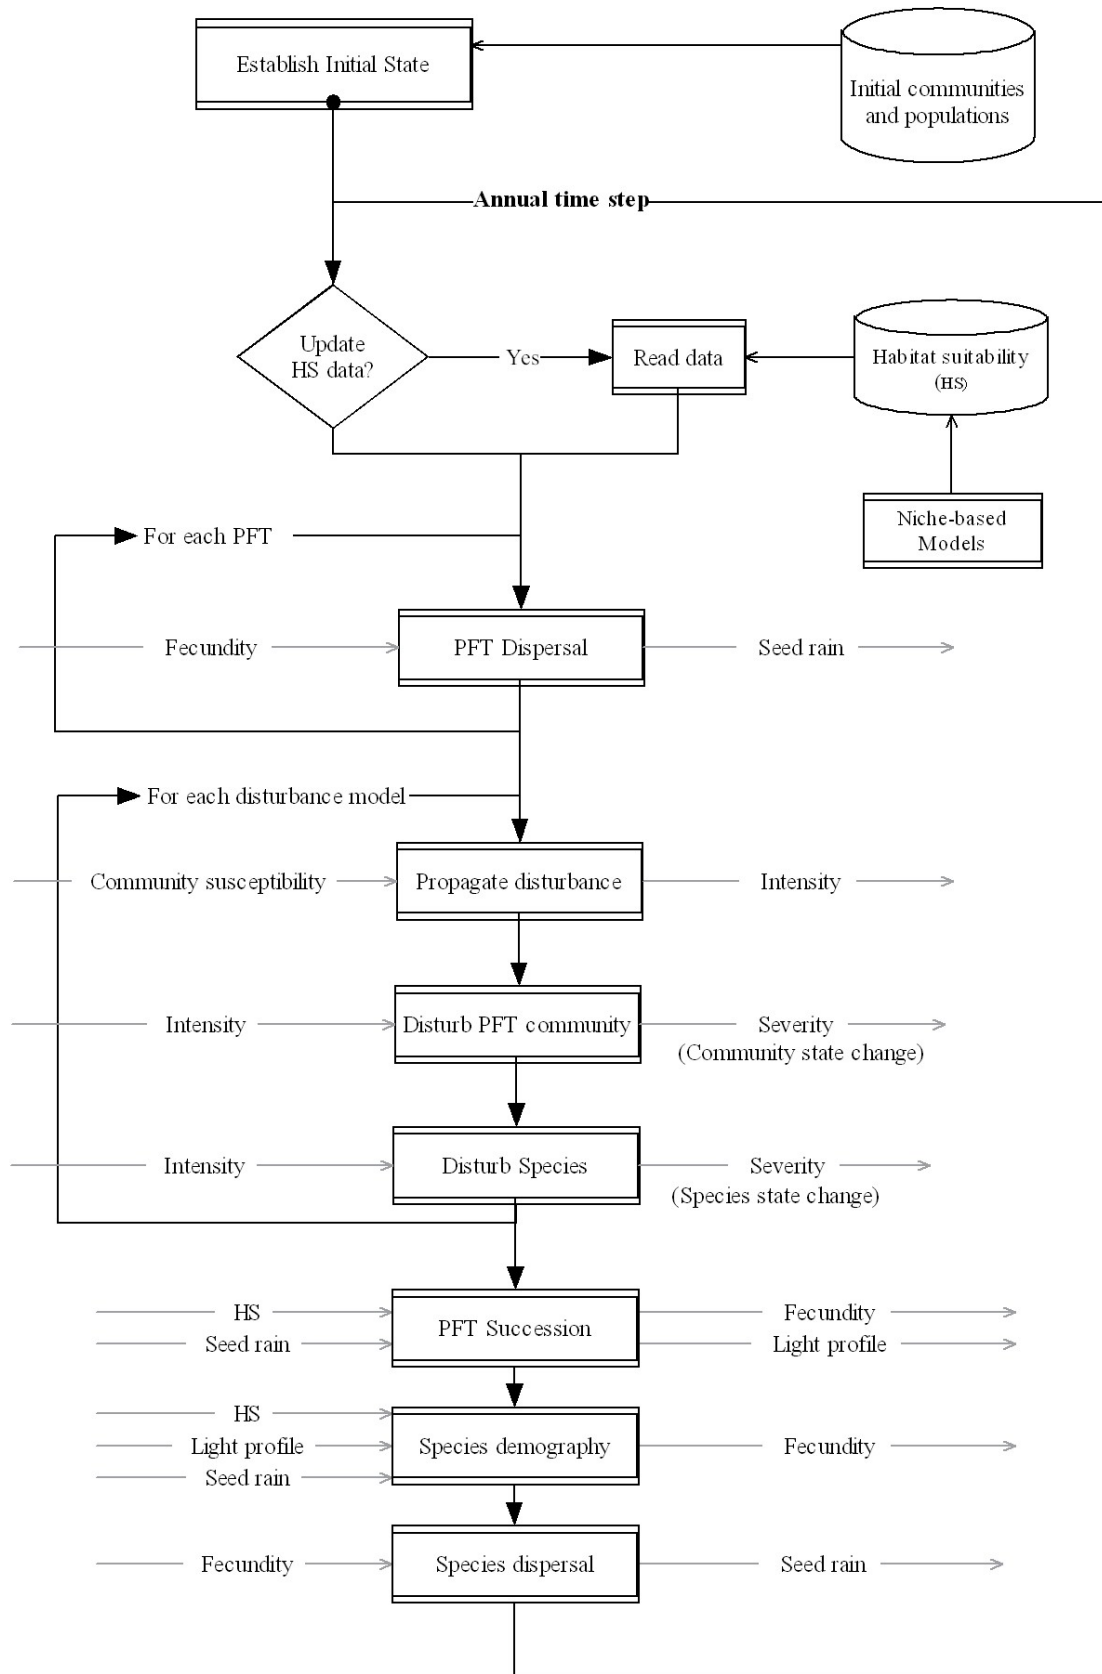 Establish Initial State
Initial communities
and populations
Annual time step
Update
HS data?
Yes
Read data
Habitat suitability
(HS)
Niche-based
Models
For each PFT
Fecundity
PFT Dispersal
Seed rain
For each disturbance model
Community susceptibility
Propagate disturbance
Intensity
Intensity
Disturb PFT community
Severity
(Community state change)
Intensity
Disturb Species
Severity
(Species state change)
HS
Seed rain
PFT Succession
Fecundity
Light profile
HS
Light profile
Seed rain
Species demography
Fecundity
Fecundity
Species dispersal
Seed rain